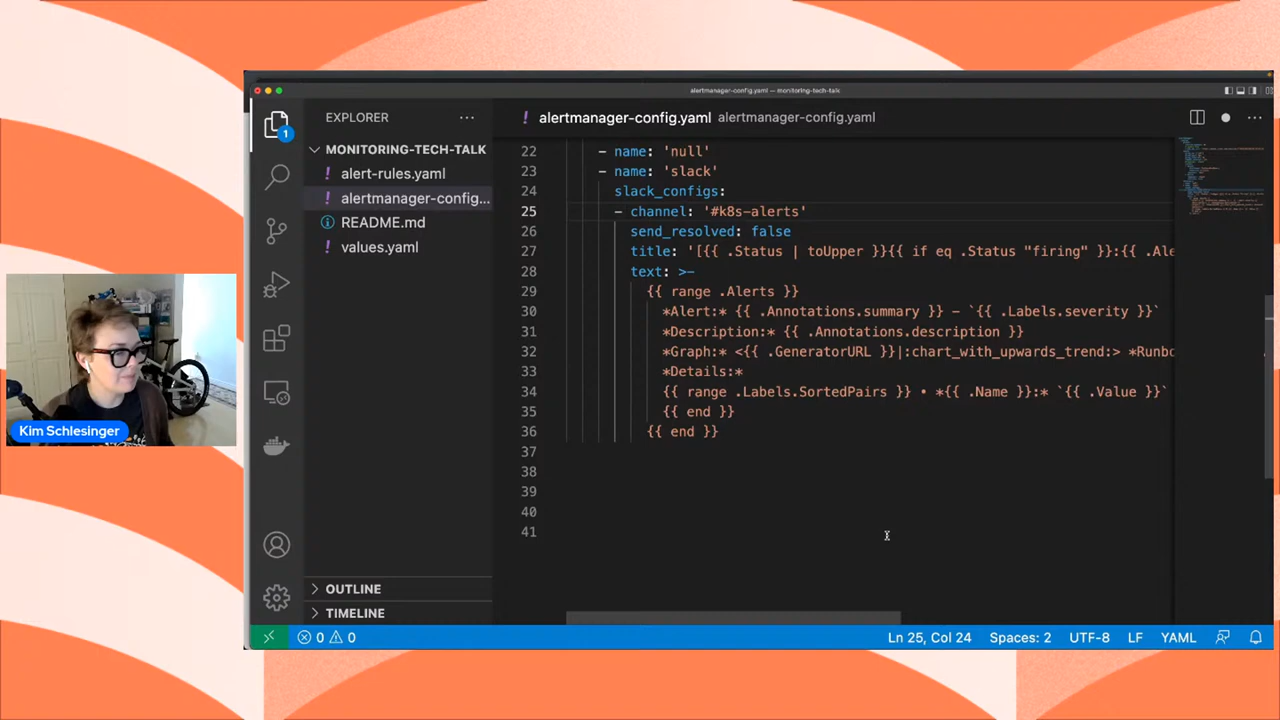 alertmanager-config.yaml — monitoring-tech-talk
EXPLORER
MONITORING-TECH-TALK
alert-rules.yaml
alertmanager-config...
README.md
values.yaml
OUTLINE
TIMELINE
1
alertmanager-config.yaml alertmanager-config.yaml
22 - name: 'null'
23 - name: 'slack'
24 slack_configs:
25 - channel: '#k8s-alerts'
26 send_resolved: false
27 title: '[{{ .Status | toUpper }}{{ if eq .Status "firing" }}:{{ .Ale
28 text: >-
29 {{ range .Alerts }}
30 *Alert:* {{ .Annotations.summary }} - `{{ .Labels.severity }}`
31 *Description:* {{ .Annotations.description }}
32 *Graph:* <{{ .GeneratorURL }}|:chart_with_upwards_trend:> *Runbo
33 *Details:*
34 {{ range .Labels.SortedPairs }} • *{{ .Name }}:* `{{ .Value }}`
35 {{ end }}
36 {{ end }}
37
38
39
40
41
Kim Schlesinger
0 0
Ln 25, Col 24 Spaces: 2 UTF-8 LF YAML